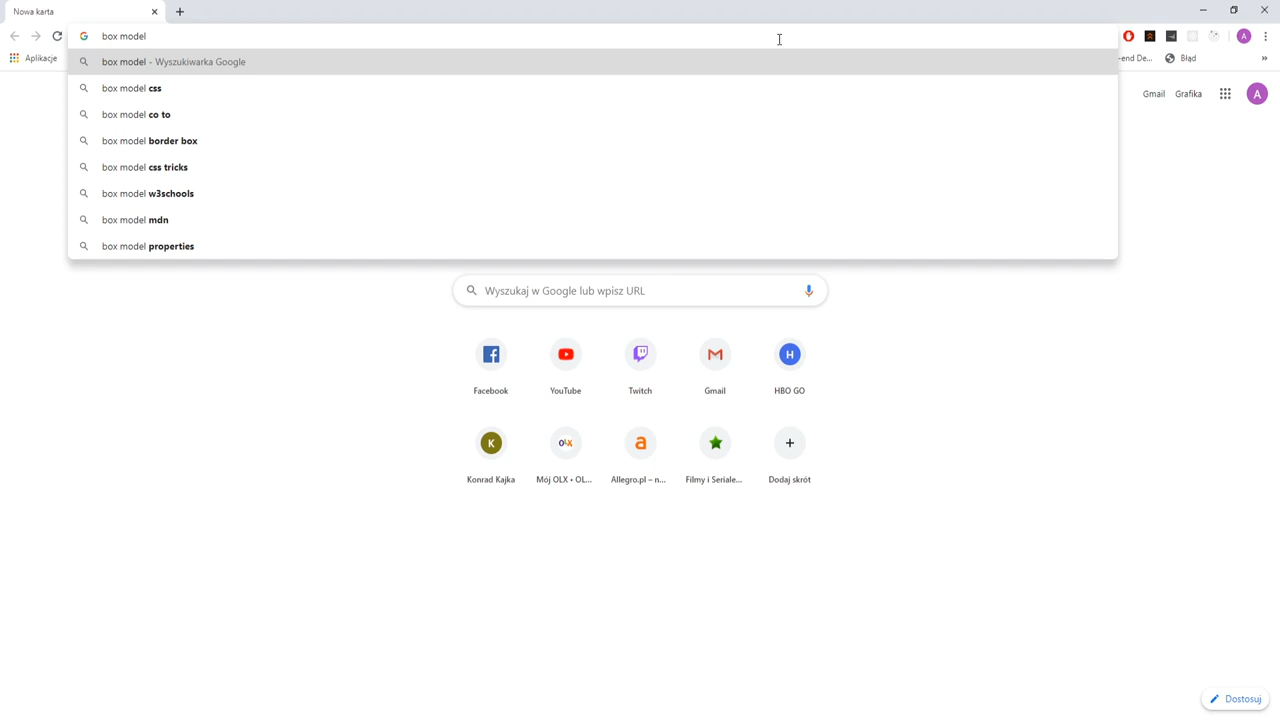 Nowa karta
box model
Aplikacje
-end De...
Błąd
»
box model - Wyszukiwarka Google
box model css
box model co to
box model border box
box model css tricks
box model w3schools
box model mdn
box model properties
Gmail
Grafika
A
Wyszukaj w Google lub wpisz URL
Facebook
YouTube
Twitch
Gmail
HBO GO
Konrad Kajka
Mój OLX • OL...
Allegro.pl – n...
Filmy i Seriale...
Dodaj skrót
Dostosuj